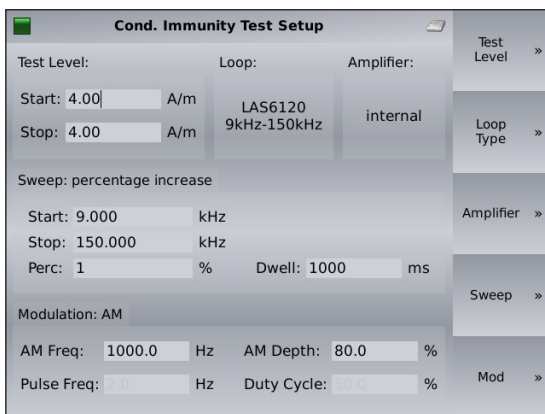 Cond. Immunity Test Setup
Test Level:
Start: 4.00 A/m
Stop: 4.00 A/m
Loop:
LAS6120
9kHz-150kHz
Amplifier:
internal
Sweep: percentage increase
Start: 9.000 kHz
Stop: 150.000 kHz
Perc: 1 % Dwell: 1000 ms
Modulation: AM
AM Freq: 1000.0 Hz AM Depth: 80.0 %
Pulse Freq: 2.0 Hz Duty Cycle: 50.0 %
Test
Level »
Loop
Type »
Amplifier »
Sweep »
Mod »